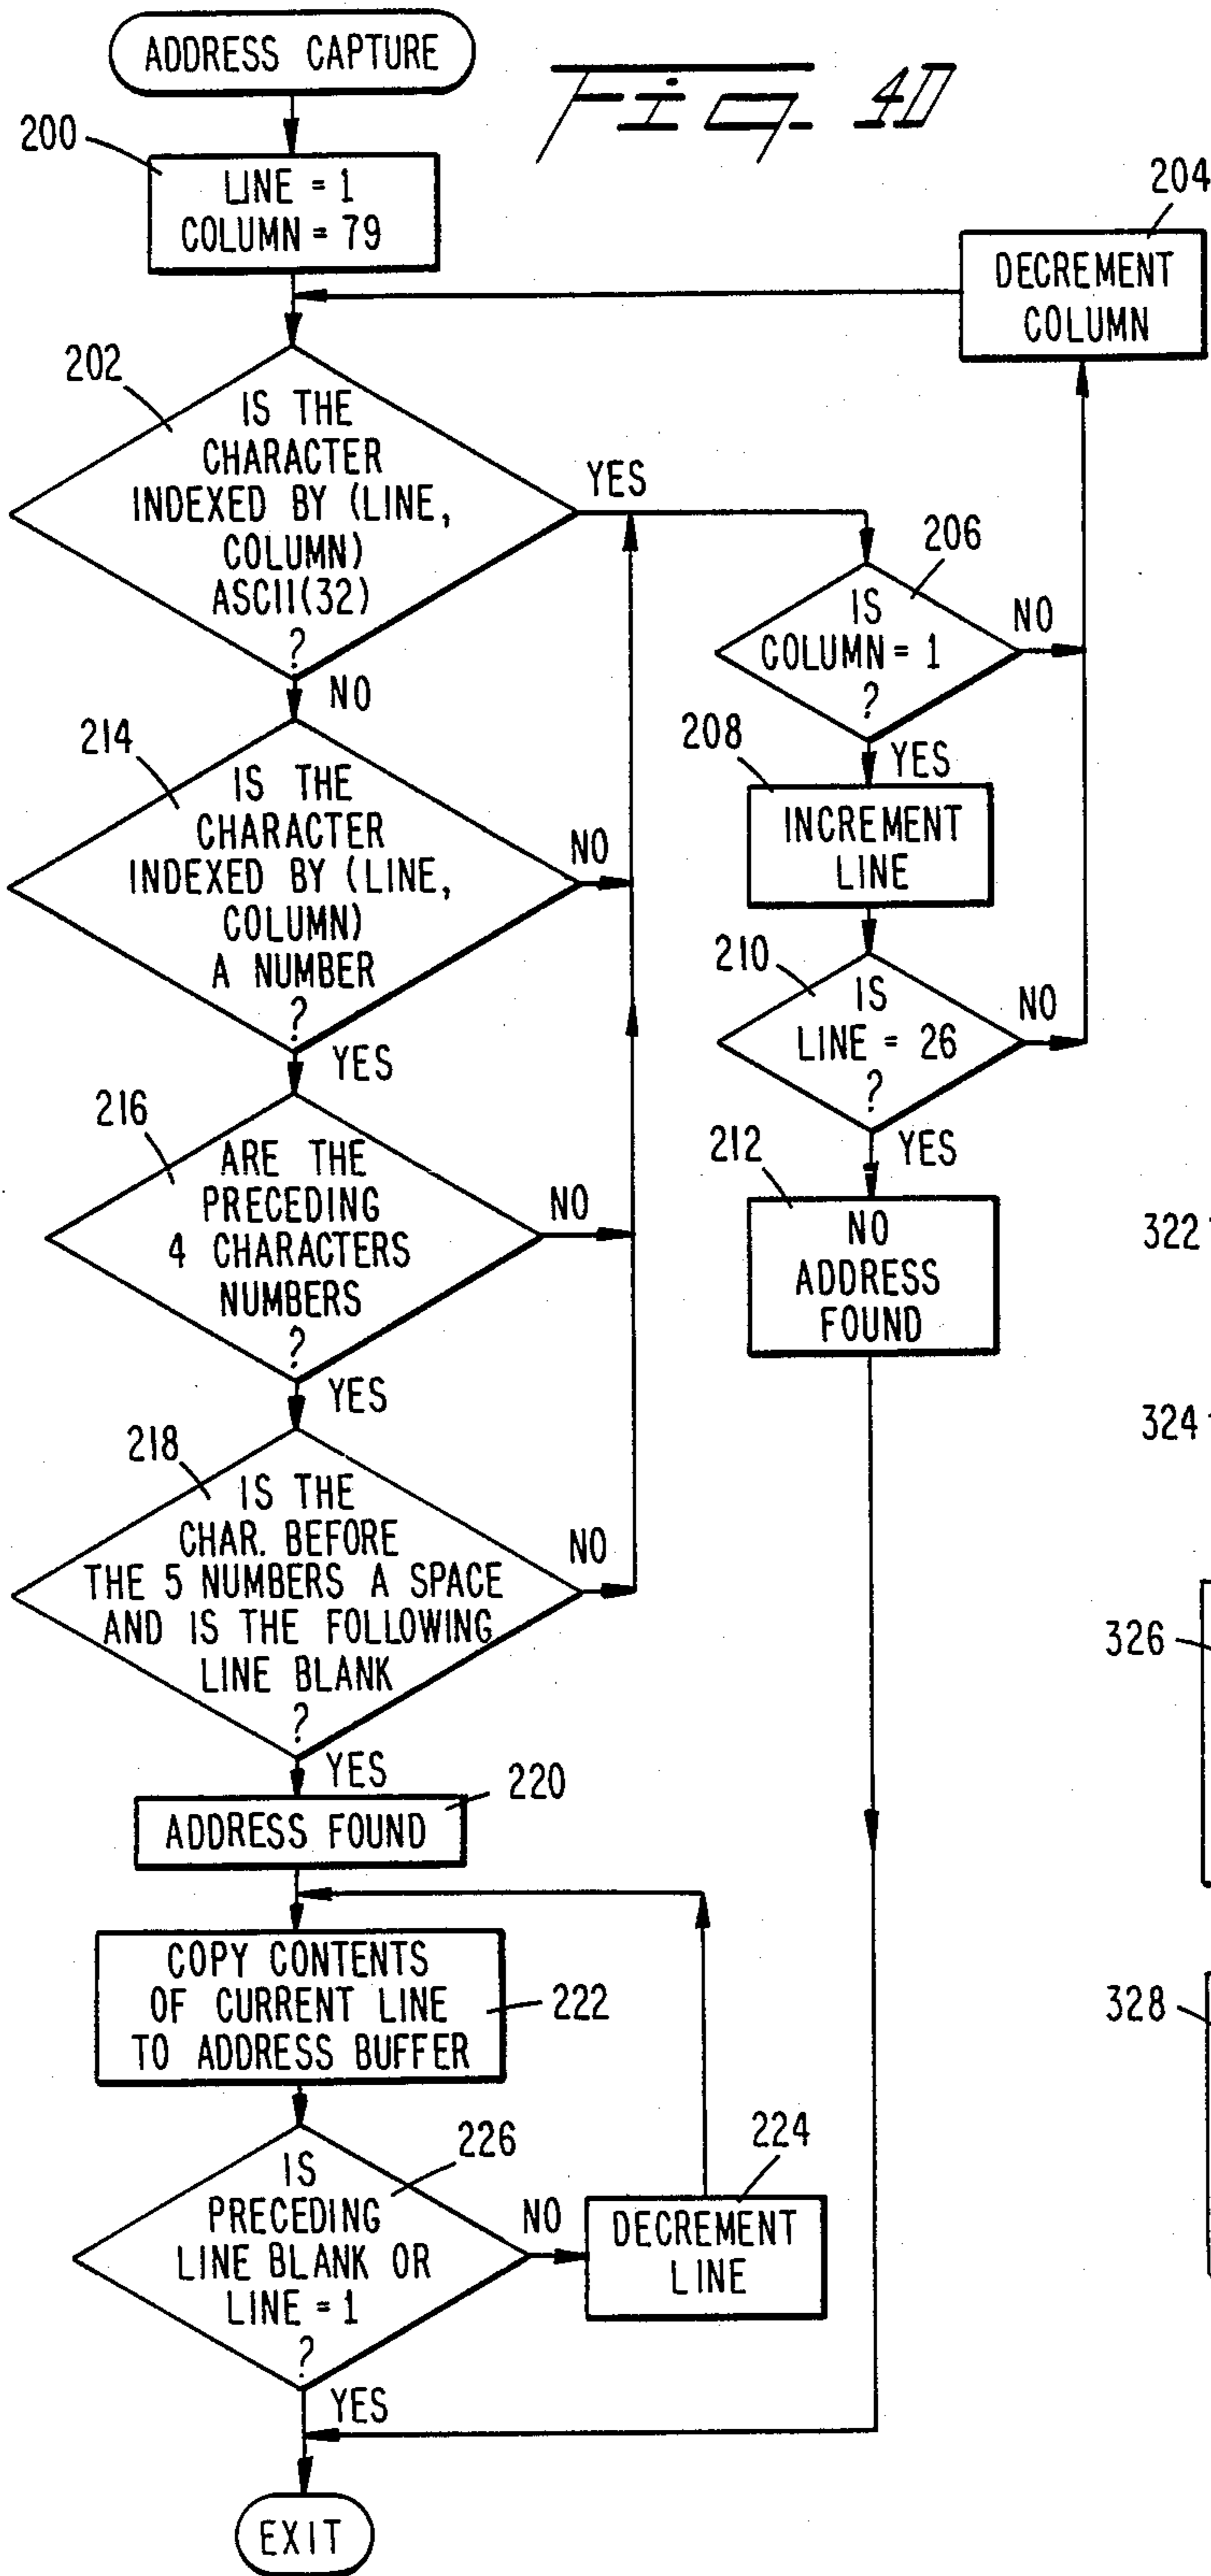 ADDRESS CAPTURE
Fig. 4D
200
LINE = 1
COLUMN = 79
204
DECREMENT
COLUMN
202
IS THE
CHARACTER
INDEXED BY (LINE,
COLUMN)
ASCII(32)
?
YES
NO
206
IS
COLUMN = 1
?
NO
YES
208
INCREMENT
LINE
210
IS
LINE = 26
?
NO
YES
212
NO
ADDRESS
FOUND
214
IS THE
CHARACTER
INDEXED BY (LINE,
COLUMN)
A NUMBER
?
NO
YES
216
ARE THE
PRECEDING
4 CHARACTERS
NUMBERS
?
NO
YES
218
IS THE
CHAR. BEFORE
THE 5 NUMBERS A SPACE
AND IS THE FOLLOWING
LINE BLANK
?
NO
YES
220
ADDRESS FOUND
COPY CONTENTS
OF CURRENT LINE
TO ADDRESS BUFFER
222
226
IS
PRECEDING
LINE BLANK OR
LINE = 1
?
NO
YES
224
DECREMENT
LINE
EXIT
322
324
326
328